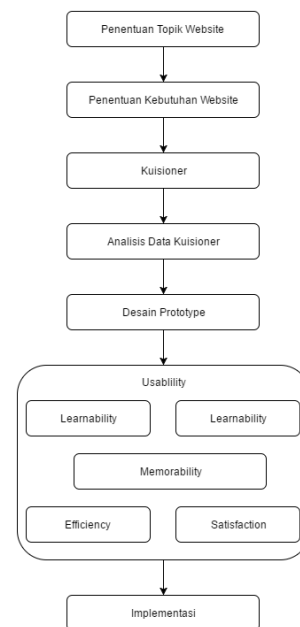 Penentuan Topik Website
Penentuan Kebutuhan Website
Kuisioner
Analisis Data Kuisioner
Desain Prototype
Usablility
Learnability
Learnability
Memorability
Efficiency
Satisfaction
Implementasi